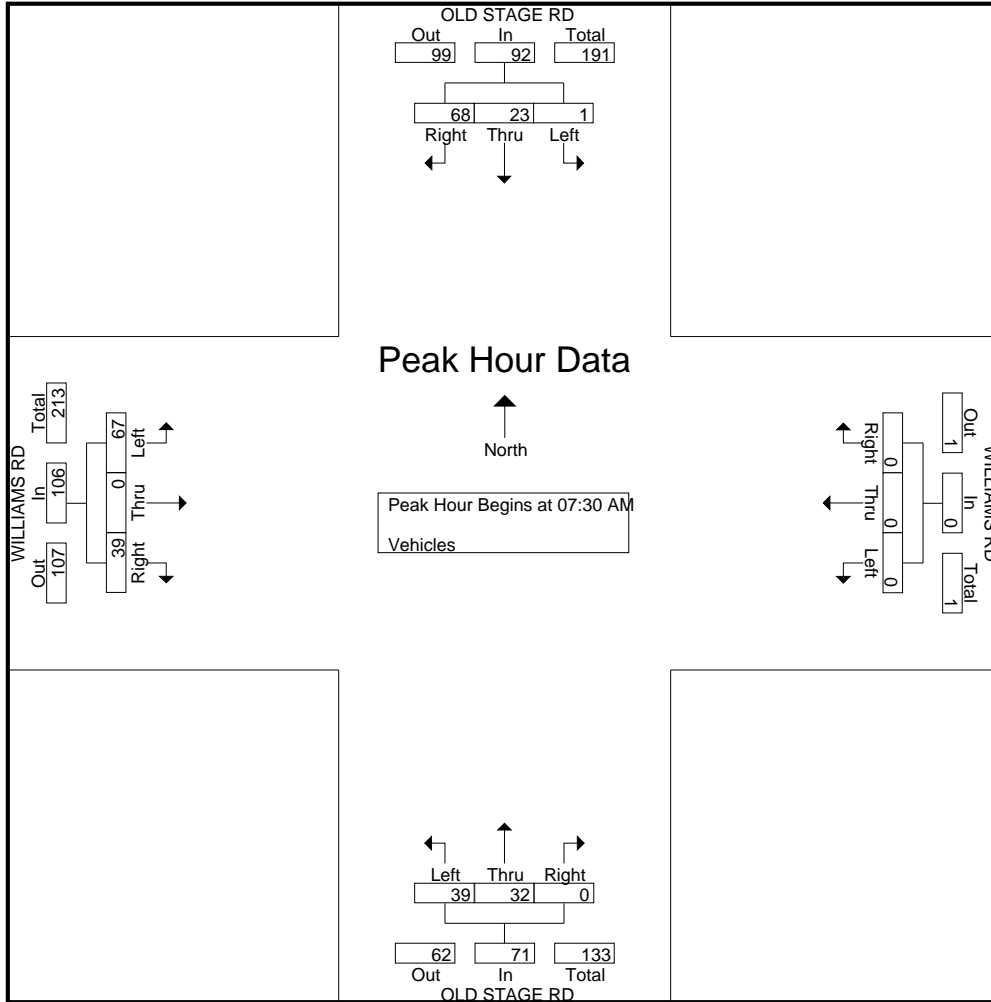 OLD STAGE RD
Out In Total
99 92 191
68 23 1
Right Thru Left
Peak Hour Data
North
Peak Hour Begins at 07:30 AM
Vehicles
WILLIAMS RD
Out In Total
107 106 213
39 0 67
Right Thru Left
WILLIAMS RD
Out In Total
1 0 1
0 0 0
Right Thru Left
Left Thru Right
39 32 0
62 71 133
Out In Total
OLD STAGE RD